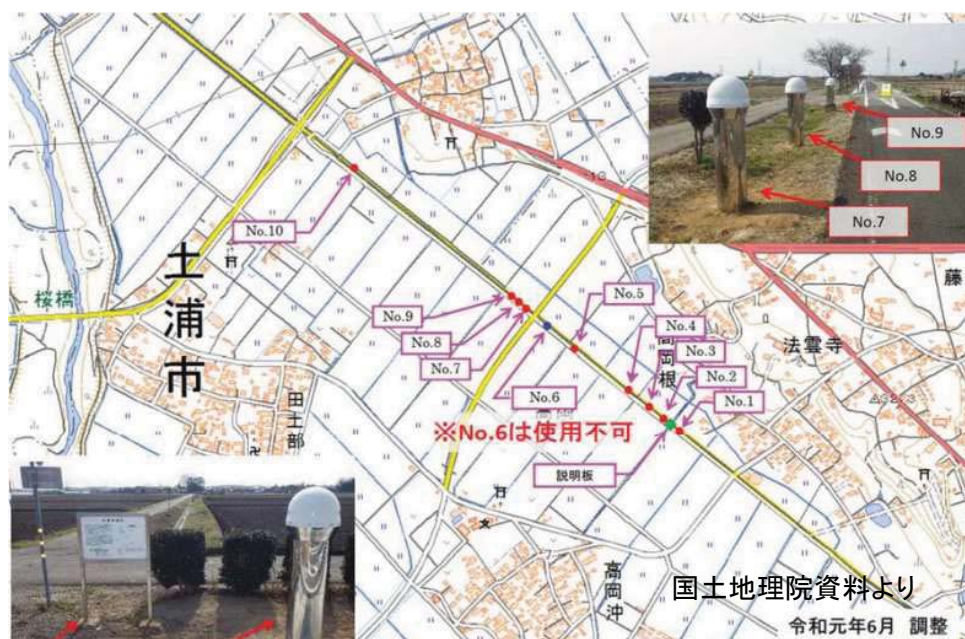 No.9
No.8
No.7
No.10
桜橋
土浦市
藤
No.5
No.9
No.4
法雲寺
No.8
高岡根
No.3
No.7
No.2
No.6
No.1
田土部
※No.6は使用不可
説明板
高岡沖
国土地理院資料より
令和元年6月 調整